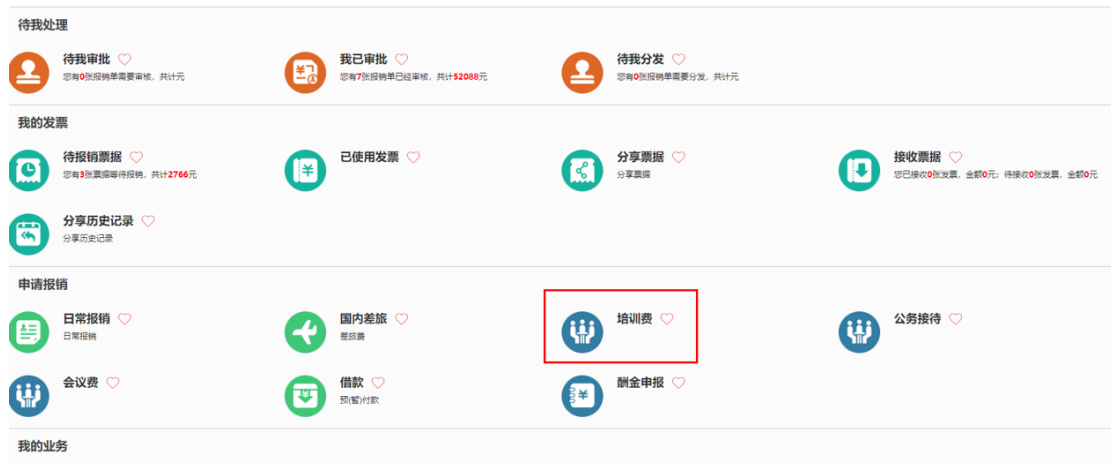 待我处理
待我审批
您有0张报销单需要审核，共计元
我已审批
您有7张报销单已经审核，共计52088元
待我分发
您有0张报销单需要分发，共计元
我的发票
待报销票据
您有3张票据等待报销，共计2766元
已使用发票
分享票据
分享票据
接收票据
您已接收0张发票，金额0元；待接收0张发票，金额0元
分享历史记录
分享历史记录
申请报销
日常报销
日常报销
国内差旅
差旅费
培训费
公务接待
会议费
借款
预(暂)付款
酬金申报
我的业务